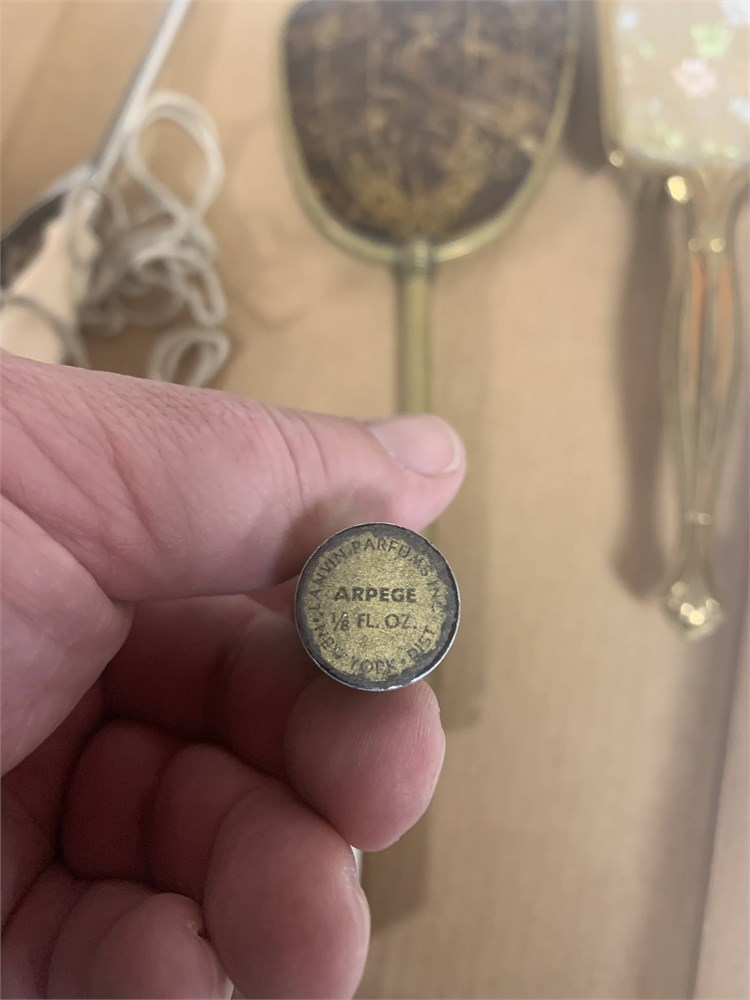 LANVIN PARFUMS INC.
ARPEGE
1/8 FL. OZ.
NEW YORK • DIST.